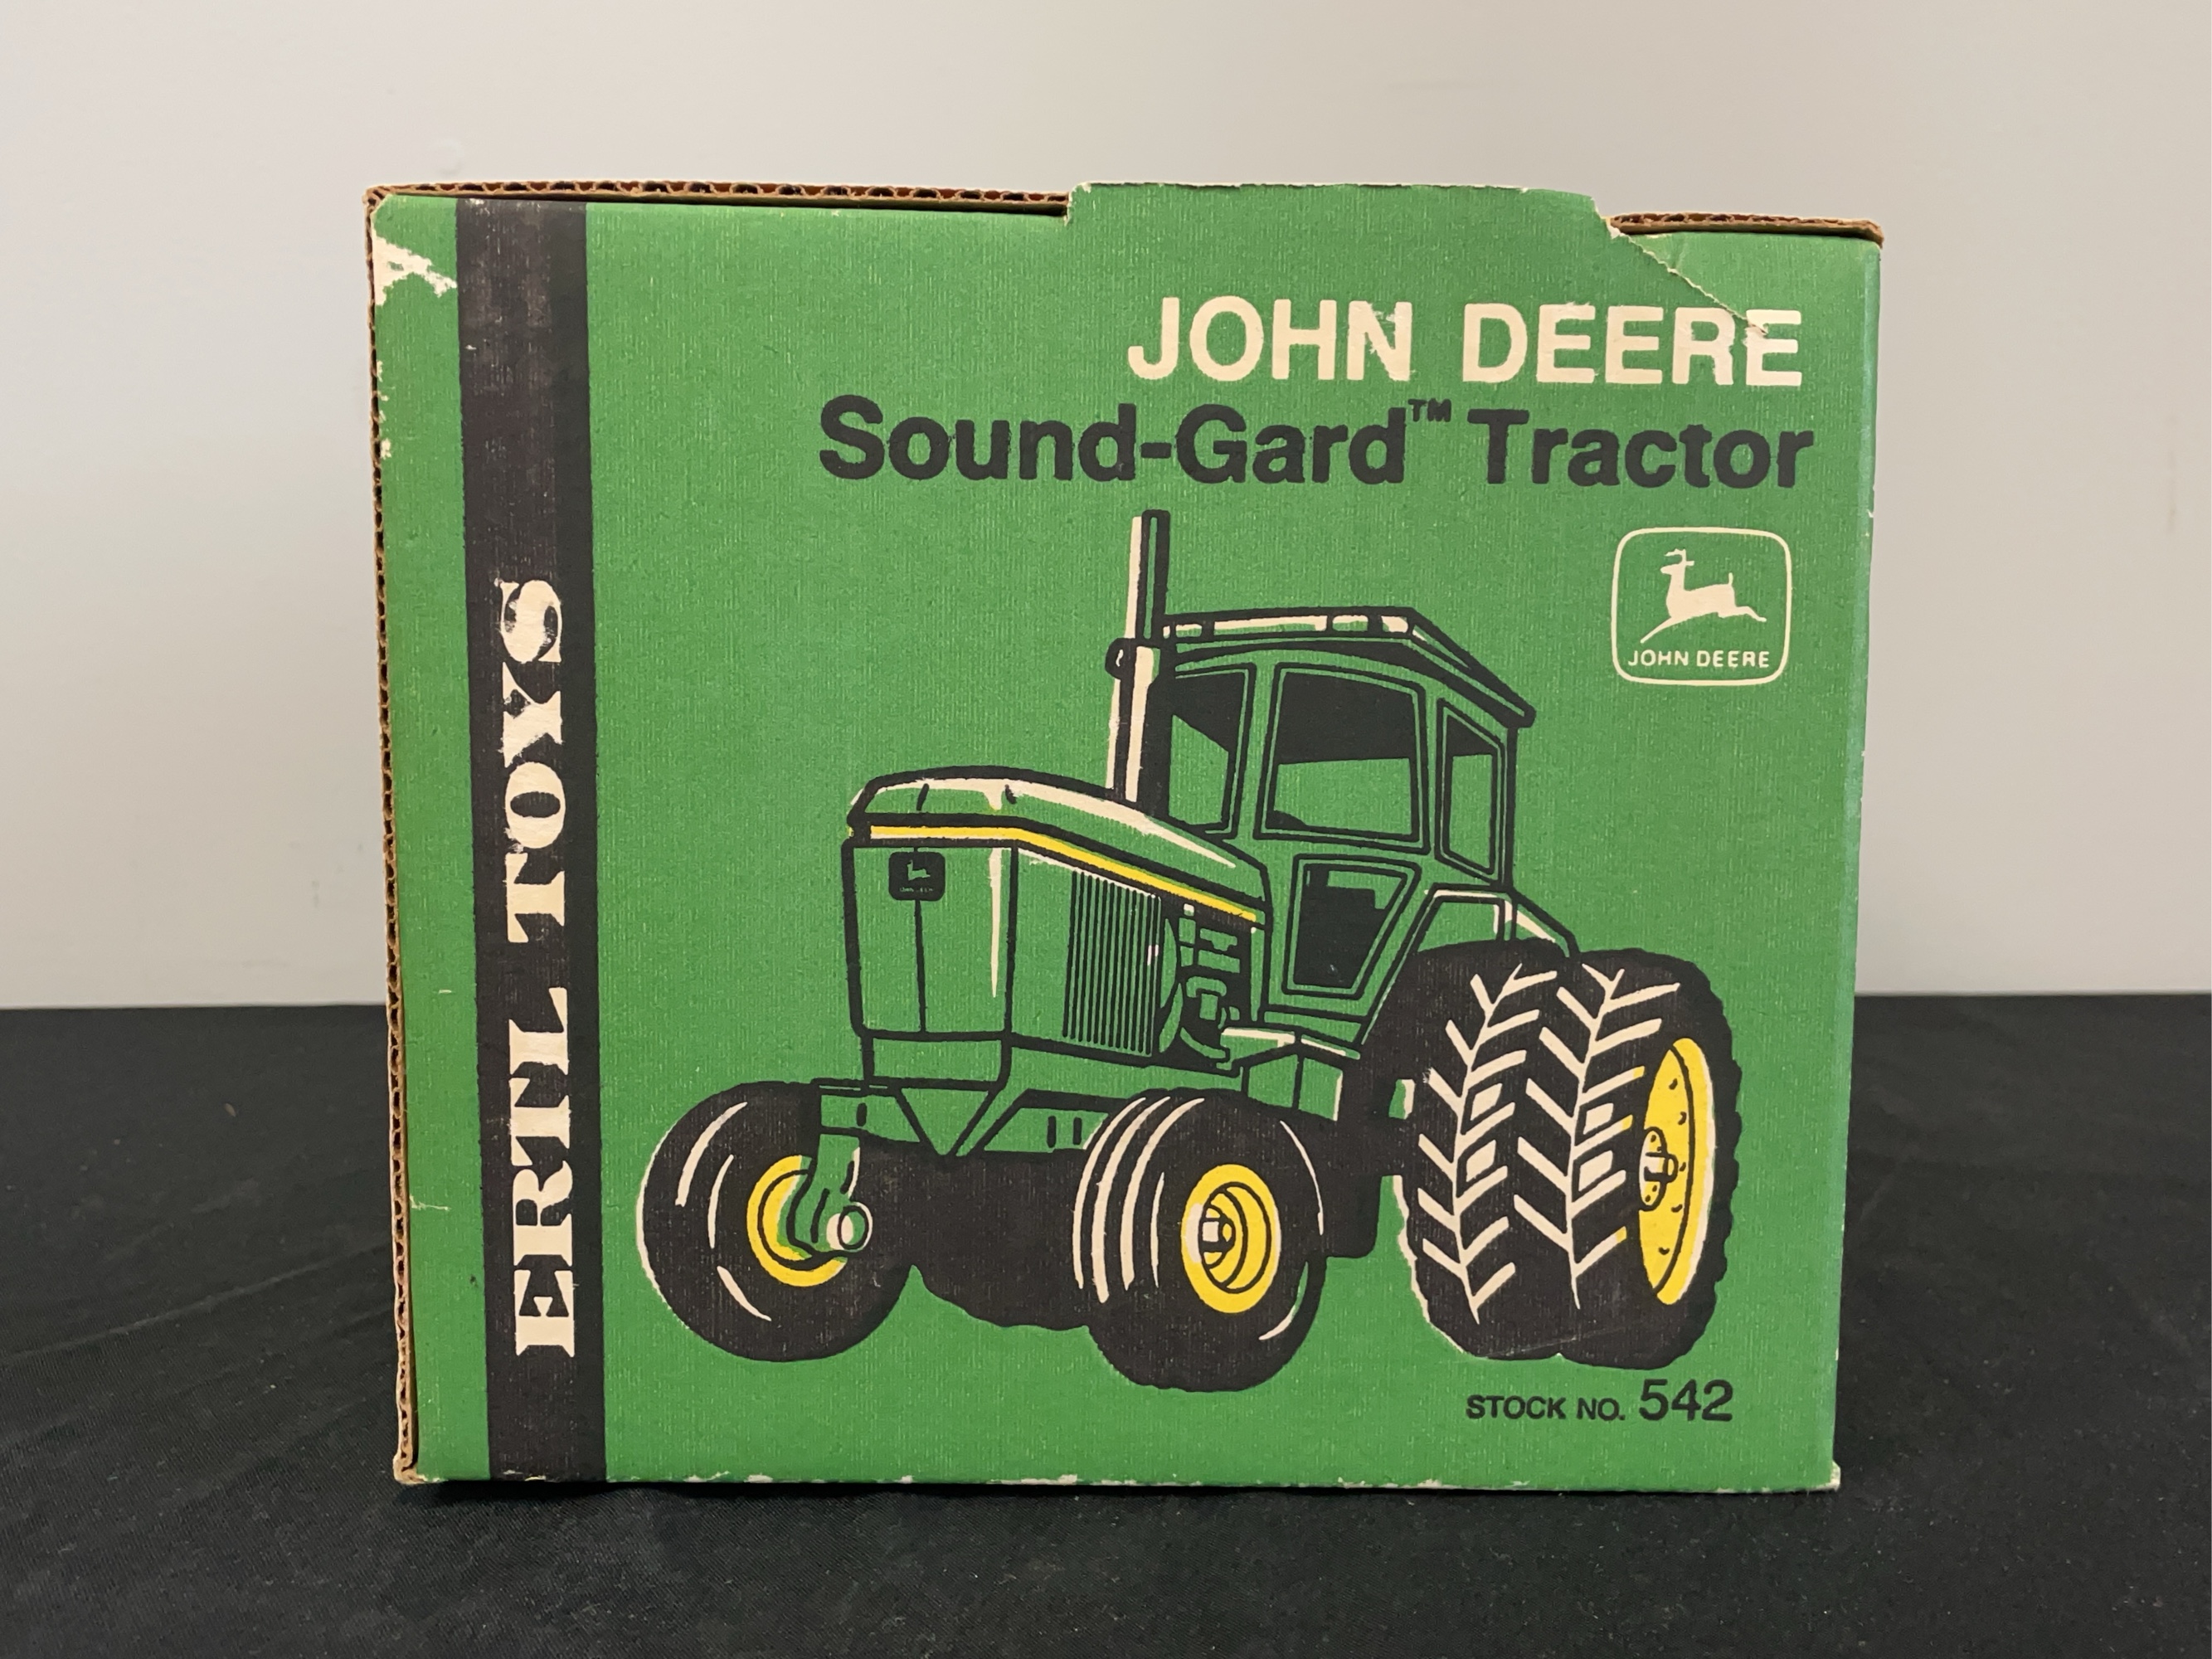 JOHN DEERE
Sound-Gard™ Tractor
JOHN DEERE
ERTL TOYS
STOCK NO. 542